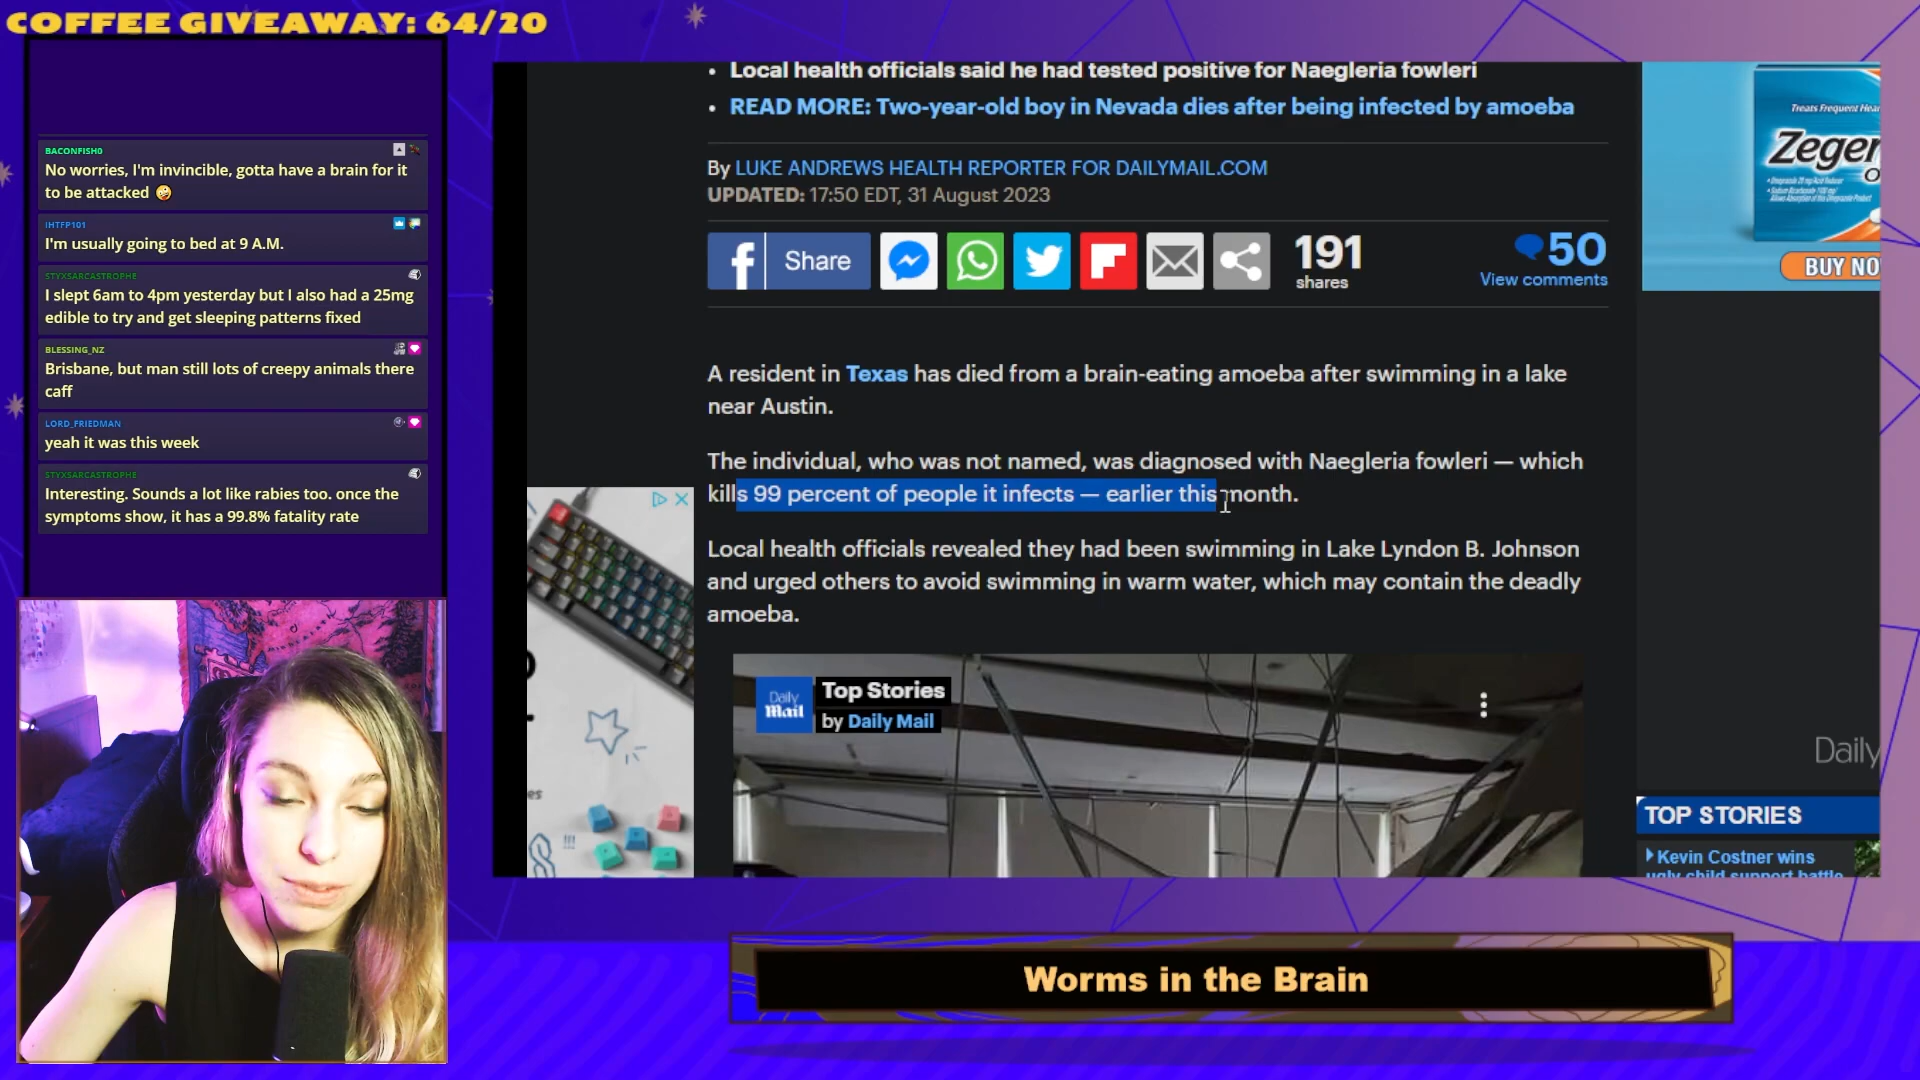 COFFEE GIVEAWAY: 64/20
BACONFISH0
No worries, I'm invincible, gotta have a brain for it
to be attacked
IHTFP101
I'm usually going to bed at 9 A.M.
STYXSARCASTROPHE
I slept 6am to 4pm yesterday but I also had a 25mg
edible to try and get sleeping patterns fixed
BLESSING_NZ
Brisbane, but man still lots of creepy animals there
caff
LORD_FRIEDMAN
yeah it was this week
STYXSARCASTROPHE
Interesting. Sounds a lot like rabies too. once the
symptoms show, it has a 99.8% fatality rate
• Local health officials said he had tested positive for Naegleria fowleri
• READ MORE: Two-year-old boy in Nevada dies after being infected by amoeba
By LUKE ANDREWS HEALTH REPORTER FOR DAILYMAIL.COM
UPDATED: 17:50 EDT, 31 August 2023
Share
191
shares
50
View comments
A resident in Texas has died from a brain-eating amoeba after swimming in a lake
near Austin.
The individual, who was not named, was diagnosed with Naegleria fowleri — which
kills 99 percent of people it infects — earlier this month.
Local health officials revealed they had been swimming in Lake Lyndon B. Johnson
and urged others to avoid swimming in warm water, which may contain the deadly
amoeba.
Daily Mail
Top Stories
by Daily Mail
es
!!!
Treats Frequent Hea
Zeger
BUY NO
Daily
TOP STORIES
Kevin Costner wins
ugly child support battle
Worms in the Brain